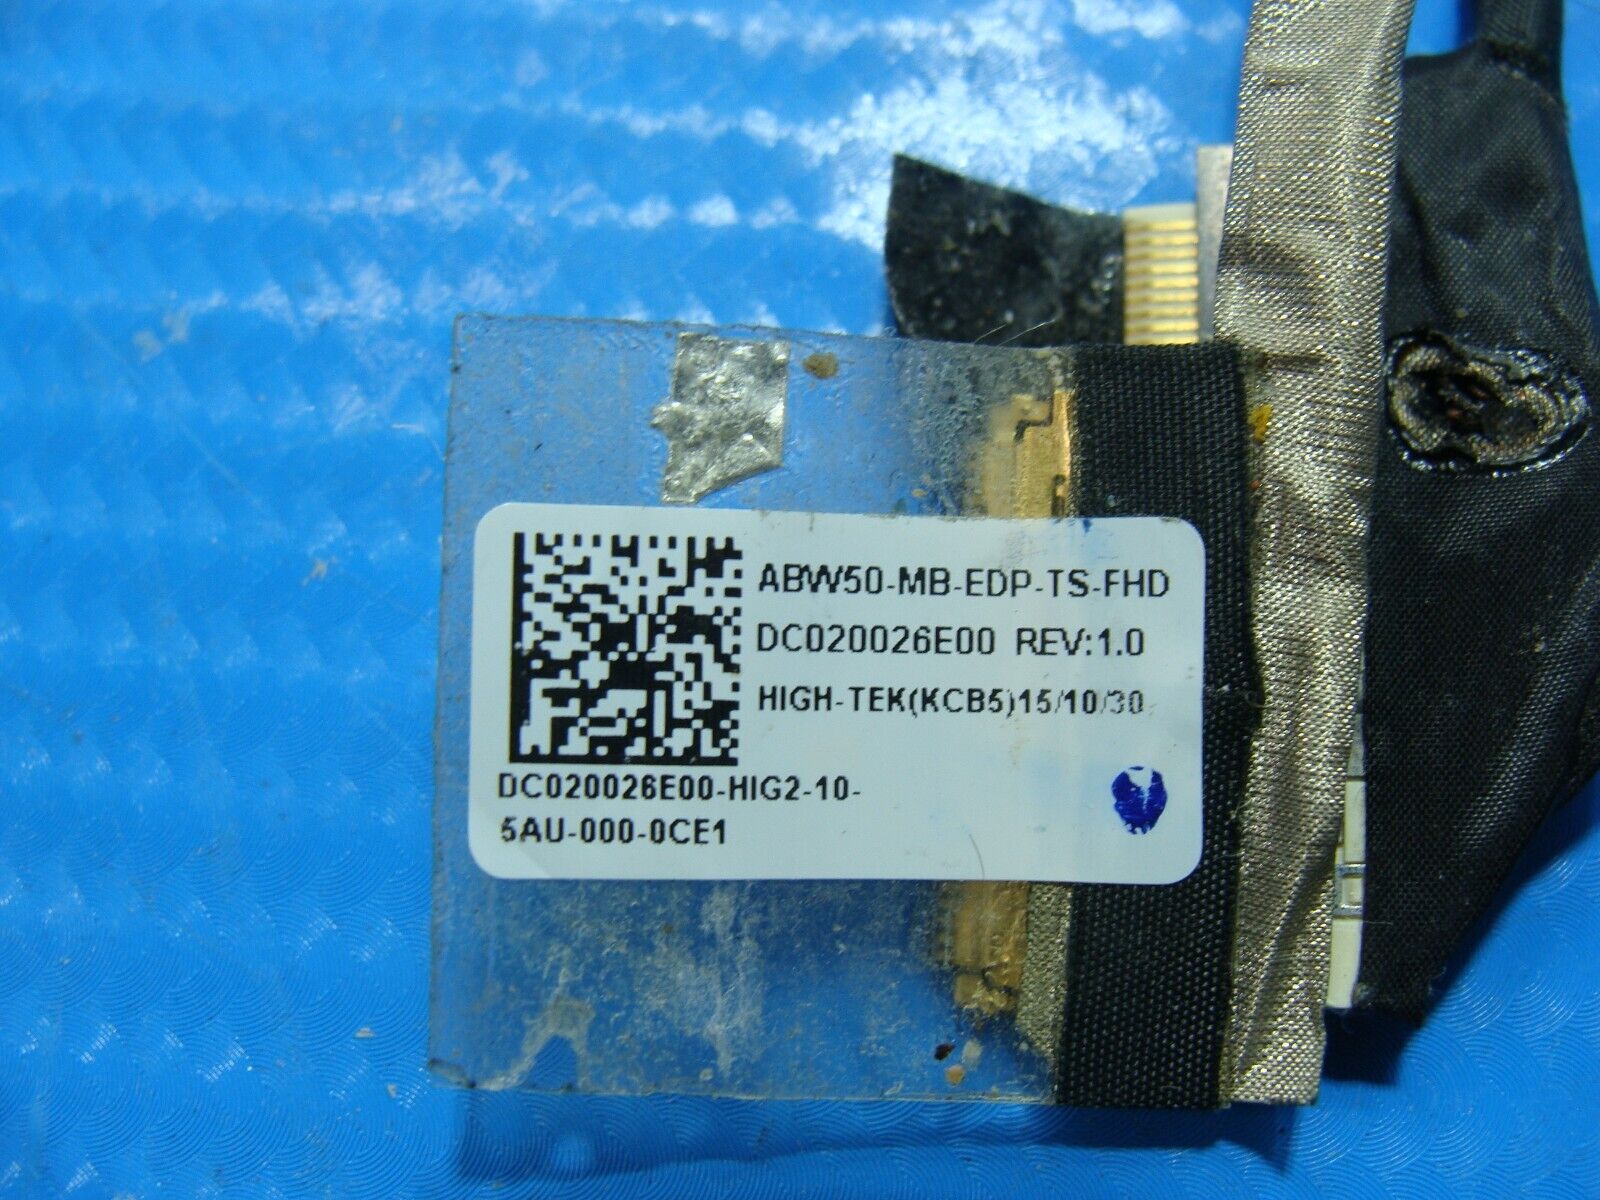 ABW50-MB-EDP-TS-FHD
DC020026E00 REV:1.0
HIGH-TEK(KCB5)15/10/30
DC020026E00-HIG2-10-
5AU-000-0CE1